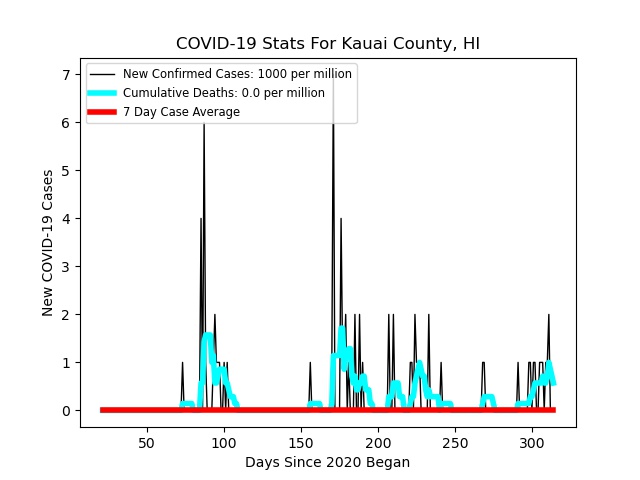 COVID-19 Stats For Kauai County, HI
New Confirmed Cases: 1000 per million
Cumulative Deaths: 0.0 per million
7 Day Case Average
New COVID-19 Cases
7
6
5
4
3
2
1
0
50 100 150 200 250 300
Days Since 2020 Began